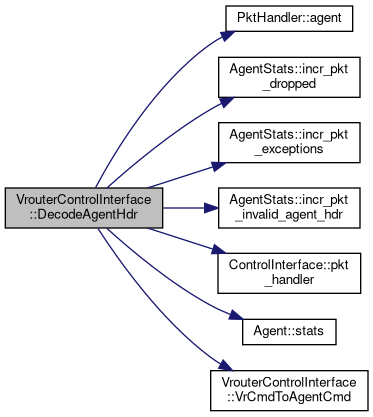 PktHandler::agent
AgentStats::incr_pkt
_dropped
AgentStats::incr_pkt
_exceptions
VrouterControlInterface
::DecodeAgentHdr
AgentStats::incr_pkt
_invalid_agent_hdr
ControlInterface::pkt
_handler
Agent::stats
VrouterControlInterface
::VrCmdToAgentCmd